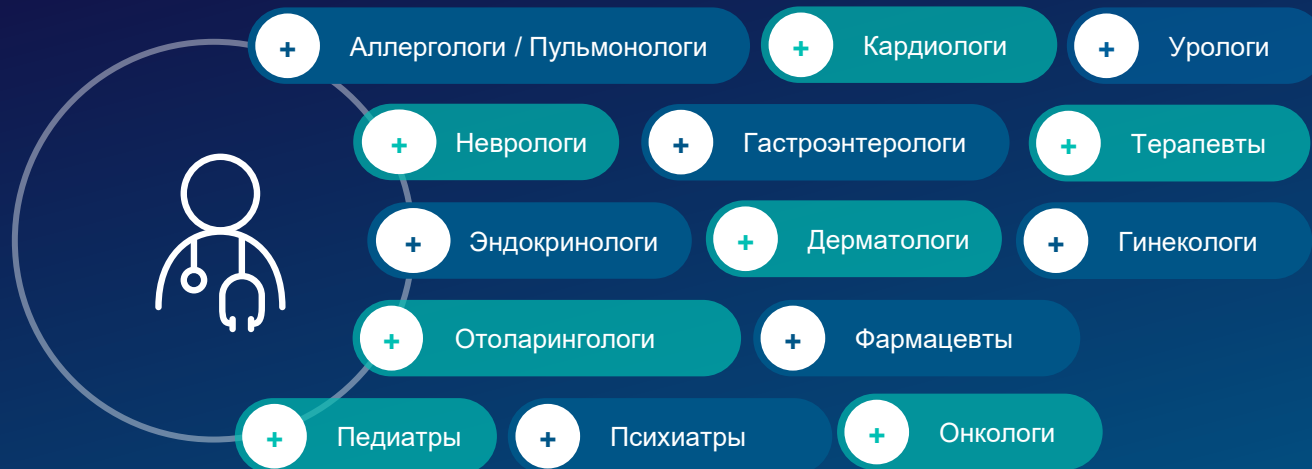 + Аллергологи / Пульмонологи + Кардиологи + Урологи
+ Неврологи + Гастроэнтерологи + Терапевты
+ Эндокринологи + Дерматологи + Гинекологи
+ Отоларингологи + Фармацевты
+ Педиатры + Психиатры + Онкологи